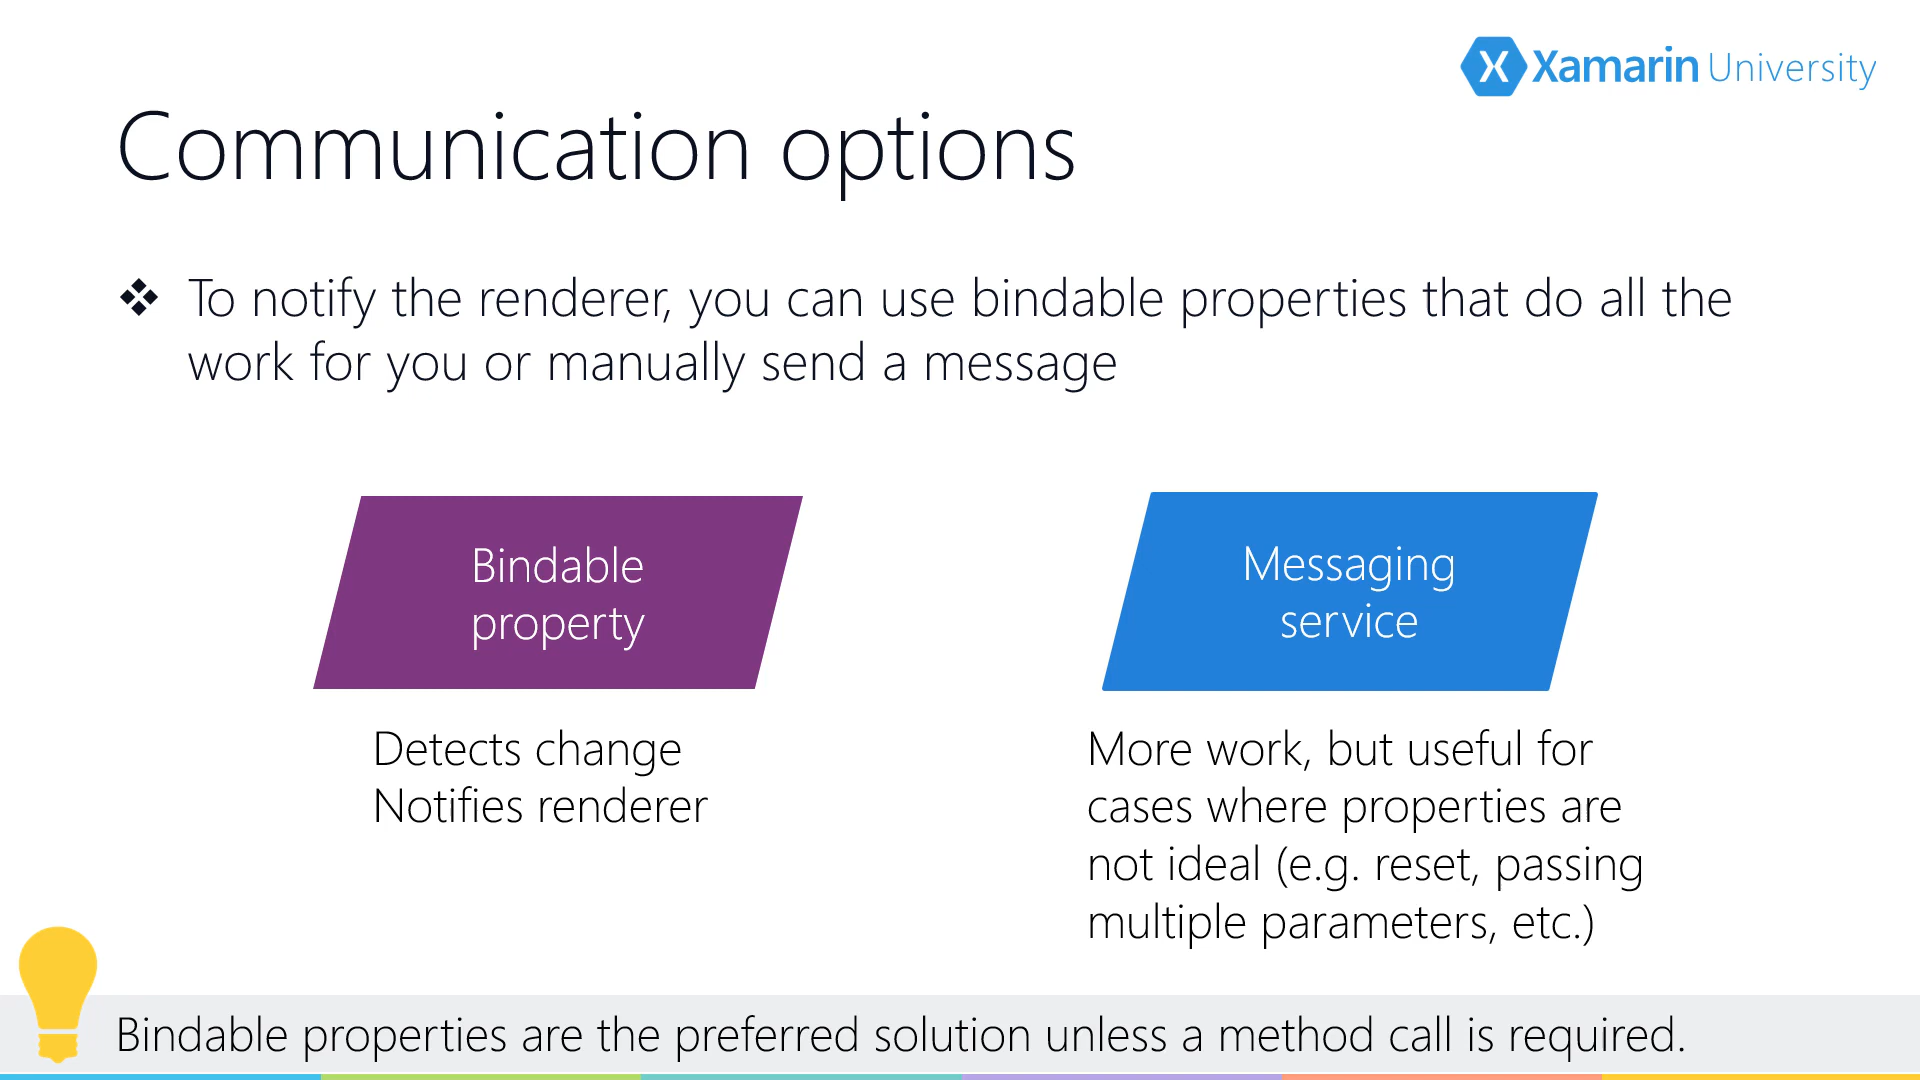 Xamarin University
Communication options
❖ To notify the renderer, you can use bindable properties that do all the
work for you or manually send a message
Bindable
property
Detects change
Notifies renderer
Messaging
service
More work, but useful for
cases where properties are
not ideal (e.g. reset, passing
multiple parameters, etc.)
Bindable properties are the preferred solution unless a method call is required.